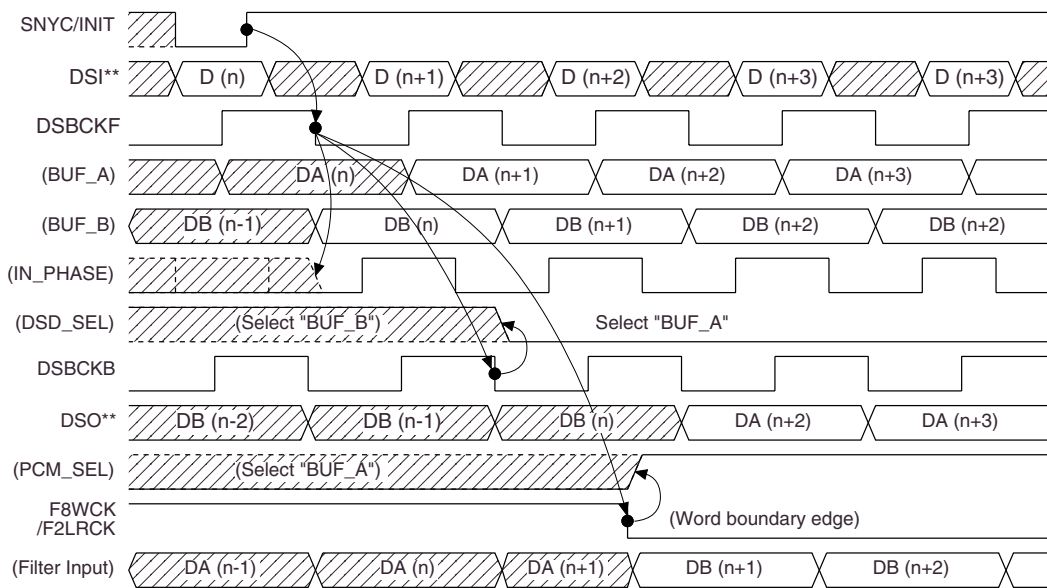 SNYC/INIT
DSI** D (n) D (n+1) D (n+2) D (n+3) D (n+3)
DSBCKF
(BUF_A) DA (n) DA (n+1) DA (n+2) DA (n+3)
(BUF_B) DB (n-1) DB (n) DB (n+1) DB (n+2) DB (n+2)
(IN_PHASE)
(DSD_SEL) (Select "BUF_B") Select "BUF_A"
DSBCKB
DSO** DB (n-2) DB (n-1) DB (n) DA (n+2) DA (n+3)
(PCM_SEL) (Select "BUF_A")
F8WCK
/F2LRCK (Word boundary edge)
(Filter Input) DA (n-1) DA (n) DA (n+1) DB (n+1) DB (n+2)